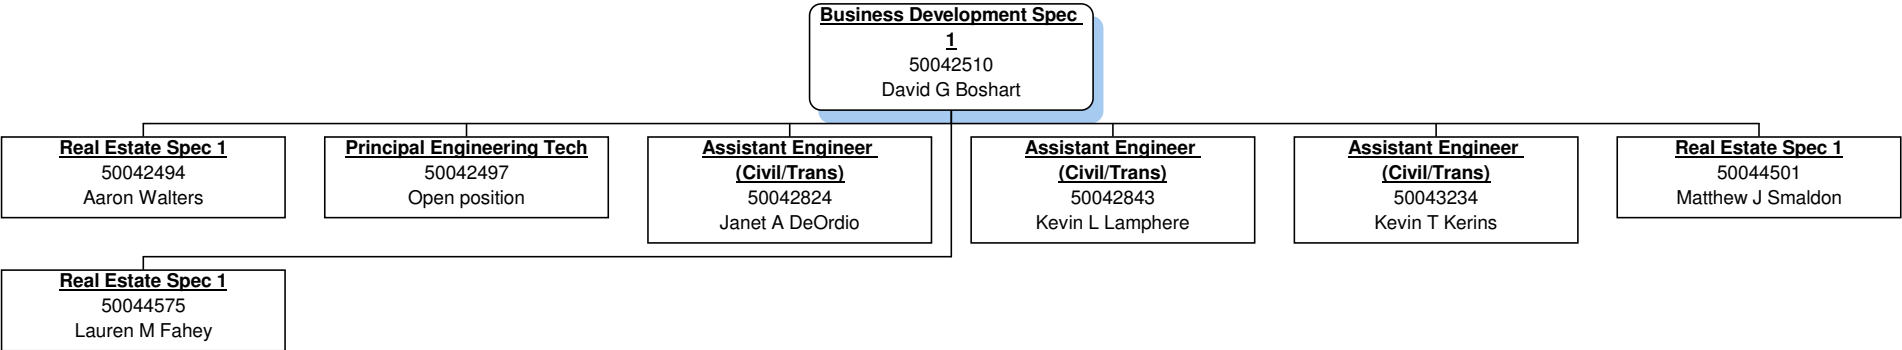 Business Development Spec
1
50042510
David G Boshart
Real Estate Spec 1
50042494
Aaron Walters
Principal Engineering Tech
50042497
Open position
Assistant Engineer
(Civil/Trans)
50042824
Janet A DeOrdio
Assistant Engineer
(Civil/Trans)
50042843
Kevin L Lamphere
Assistant Engineer
(Civil/Trans)
50043234
Kevin T Kerins
Real Estate Spec 1
50044501
Matthew J Smaldon
Real Estate Spec 1
50044575
Lauren M Fahey